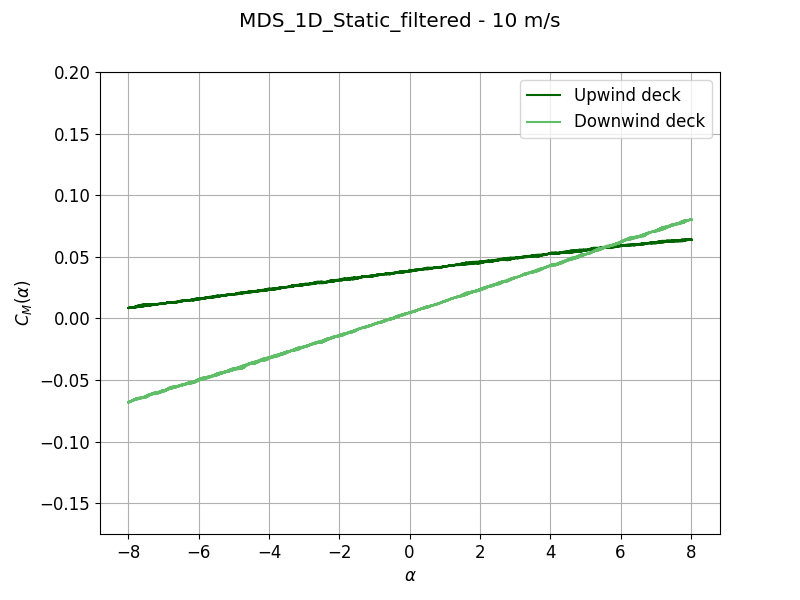 MDS_1D_Static_filtered - 10 m/s
Upwind deck
Downwind deck
0.20
0.15
0.10
0.05
0.00
−0.05
−0.10
−0.15
C_M(α)
−8 −6 −4 −2 0 2 4 6 8
α